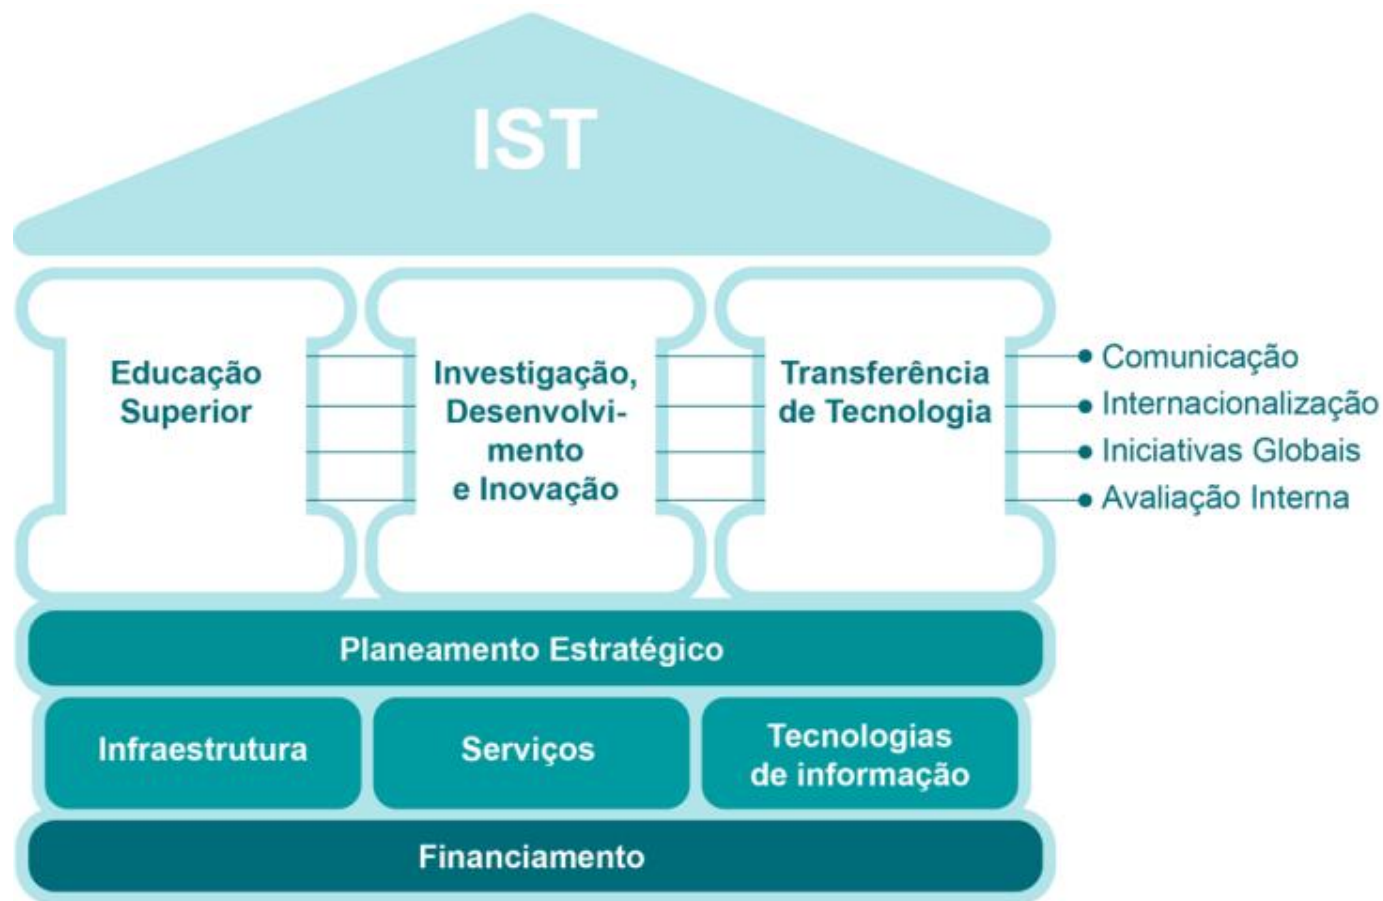 IST
Educação
Superior
Investigação,
Desenvolvi-
mento
e Inovação
Transferência
de Tecnologia
Comunicação
Internacionalização
Iniciativas Globais
Avaliação Interna
Planeamento Estratégico
Infraestrutura
Serviços
Tecnologias
de informação
Financiamento